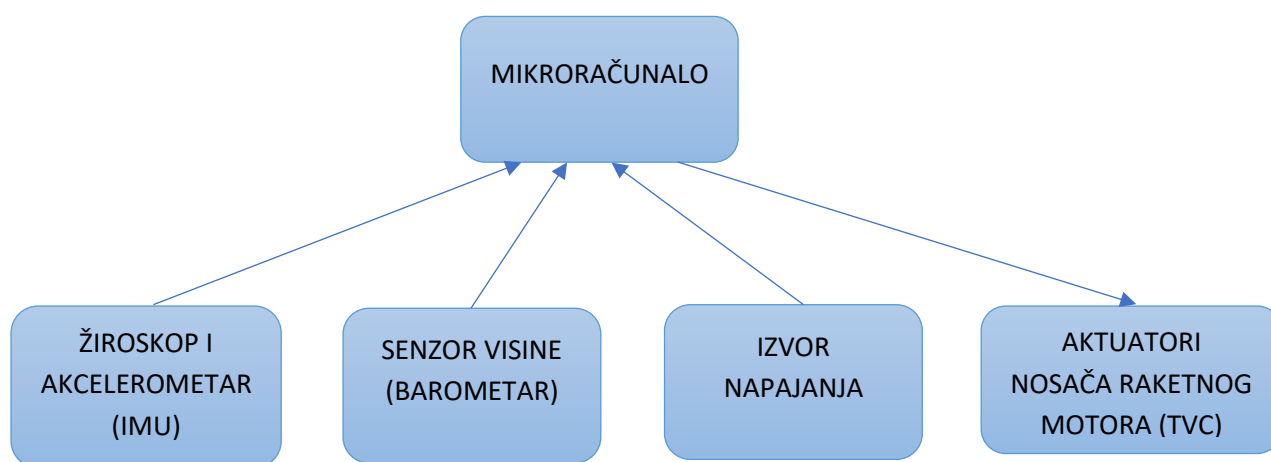 MIKRORAČUNALO
ŽIROSKOP I
AKCELEROMETAR
(IMU)
SENZOR VISINE
(BAROMETAR)
IZVOR
NAPAJANJA
AKTUATORI
NOSAČA RAKETNOG
MOTORA (TVC)